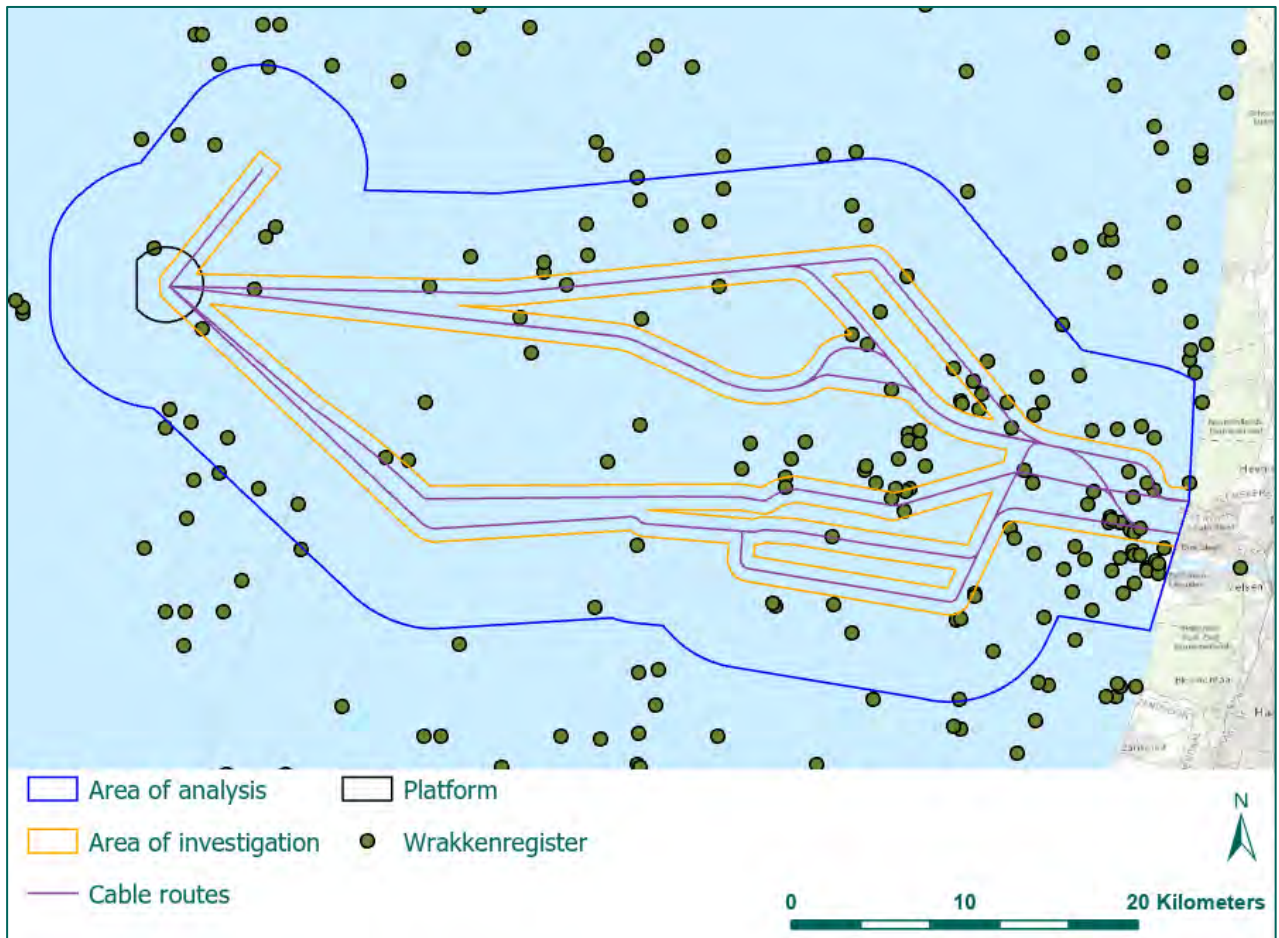 Velsen
Area of analysis
Platform
Area of investigation
Wrakkenregister
Cable routes
N
0 10 20 Kilometers